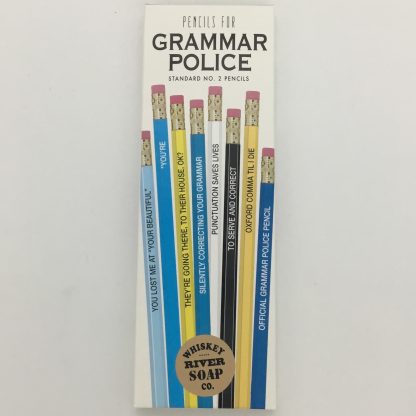 PENCILS FOR
GRAMMAR
POLICE
STANDARD NO. 2 PENCILS
YOU LOST ME AT "YOUR BEAUTIFUL"
*YOU'RE
THEY'RE GOING THERE, TO THEIR HOUSE. OK?
SILENTLY CORRECTING YOUR GRAMMAR
PUNCTUATION SAVES LIVES
TO SERVE AND CORRECT
OXFORD COMMA TIL I DIE
OFFICIAL GRAMMAR POLICE PENCIL
WHISKEY
RIVER
SOAP
CO.